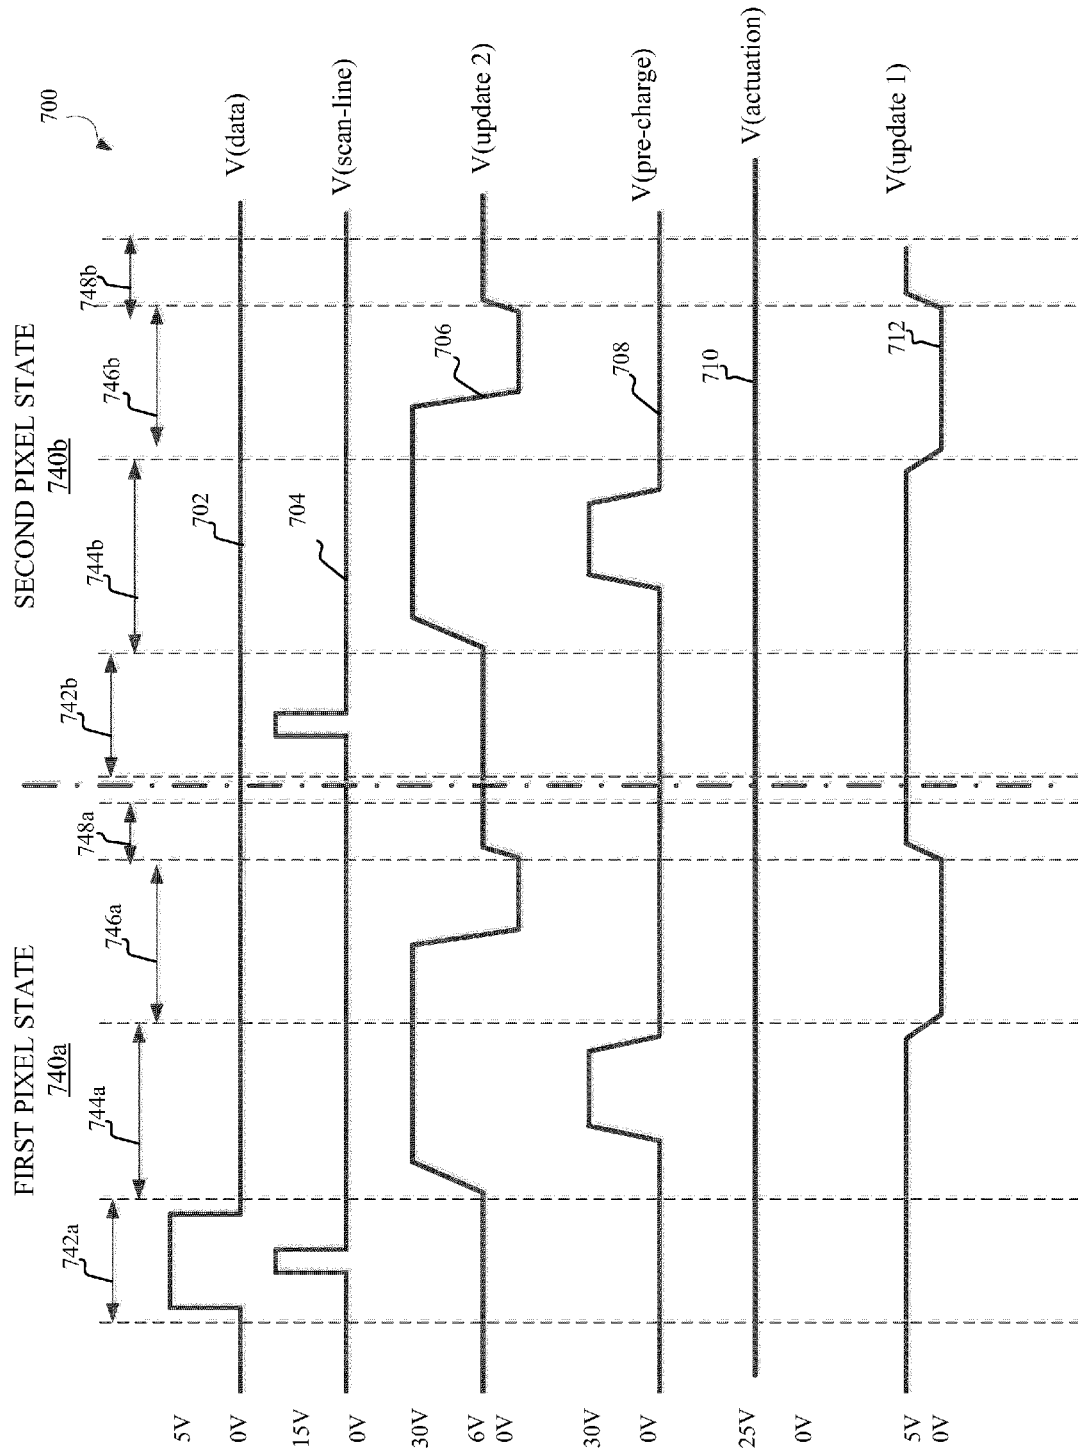 700
FIRST PIXEL STATE
740a
SECOND PIXEL STATE
740b
742a
744a
746a
748a
742b
744b
746b
748b
5V
0V
702
V(data)
15V
0V
704
V(scan-line)
30V
6V
0V
706
V(update 2)
30V
0V
708
V(pre-charge)
25V
0V
710
V(actuation)
5V
0V
712
V(update 1)